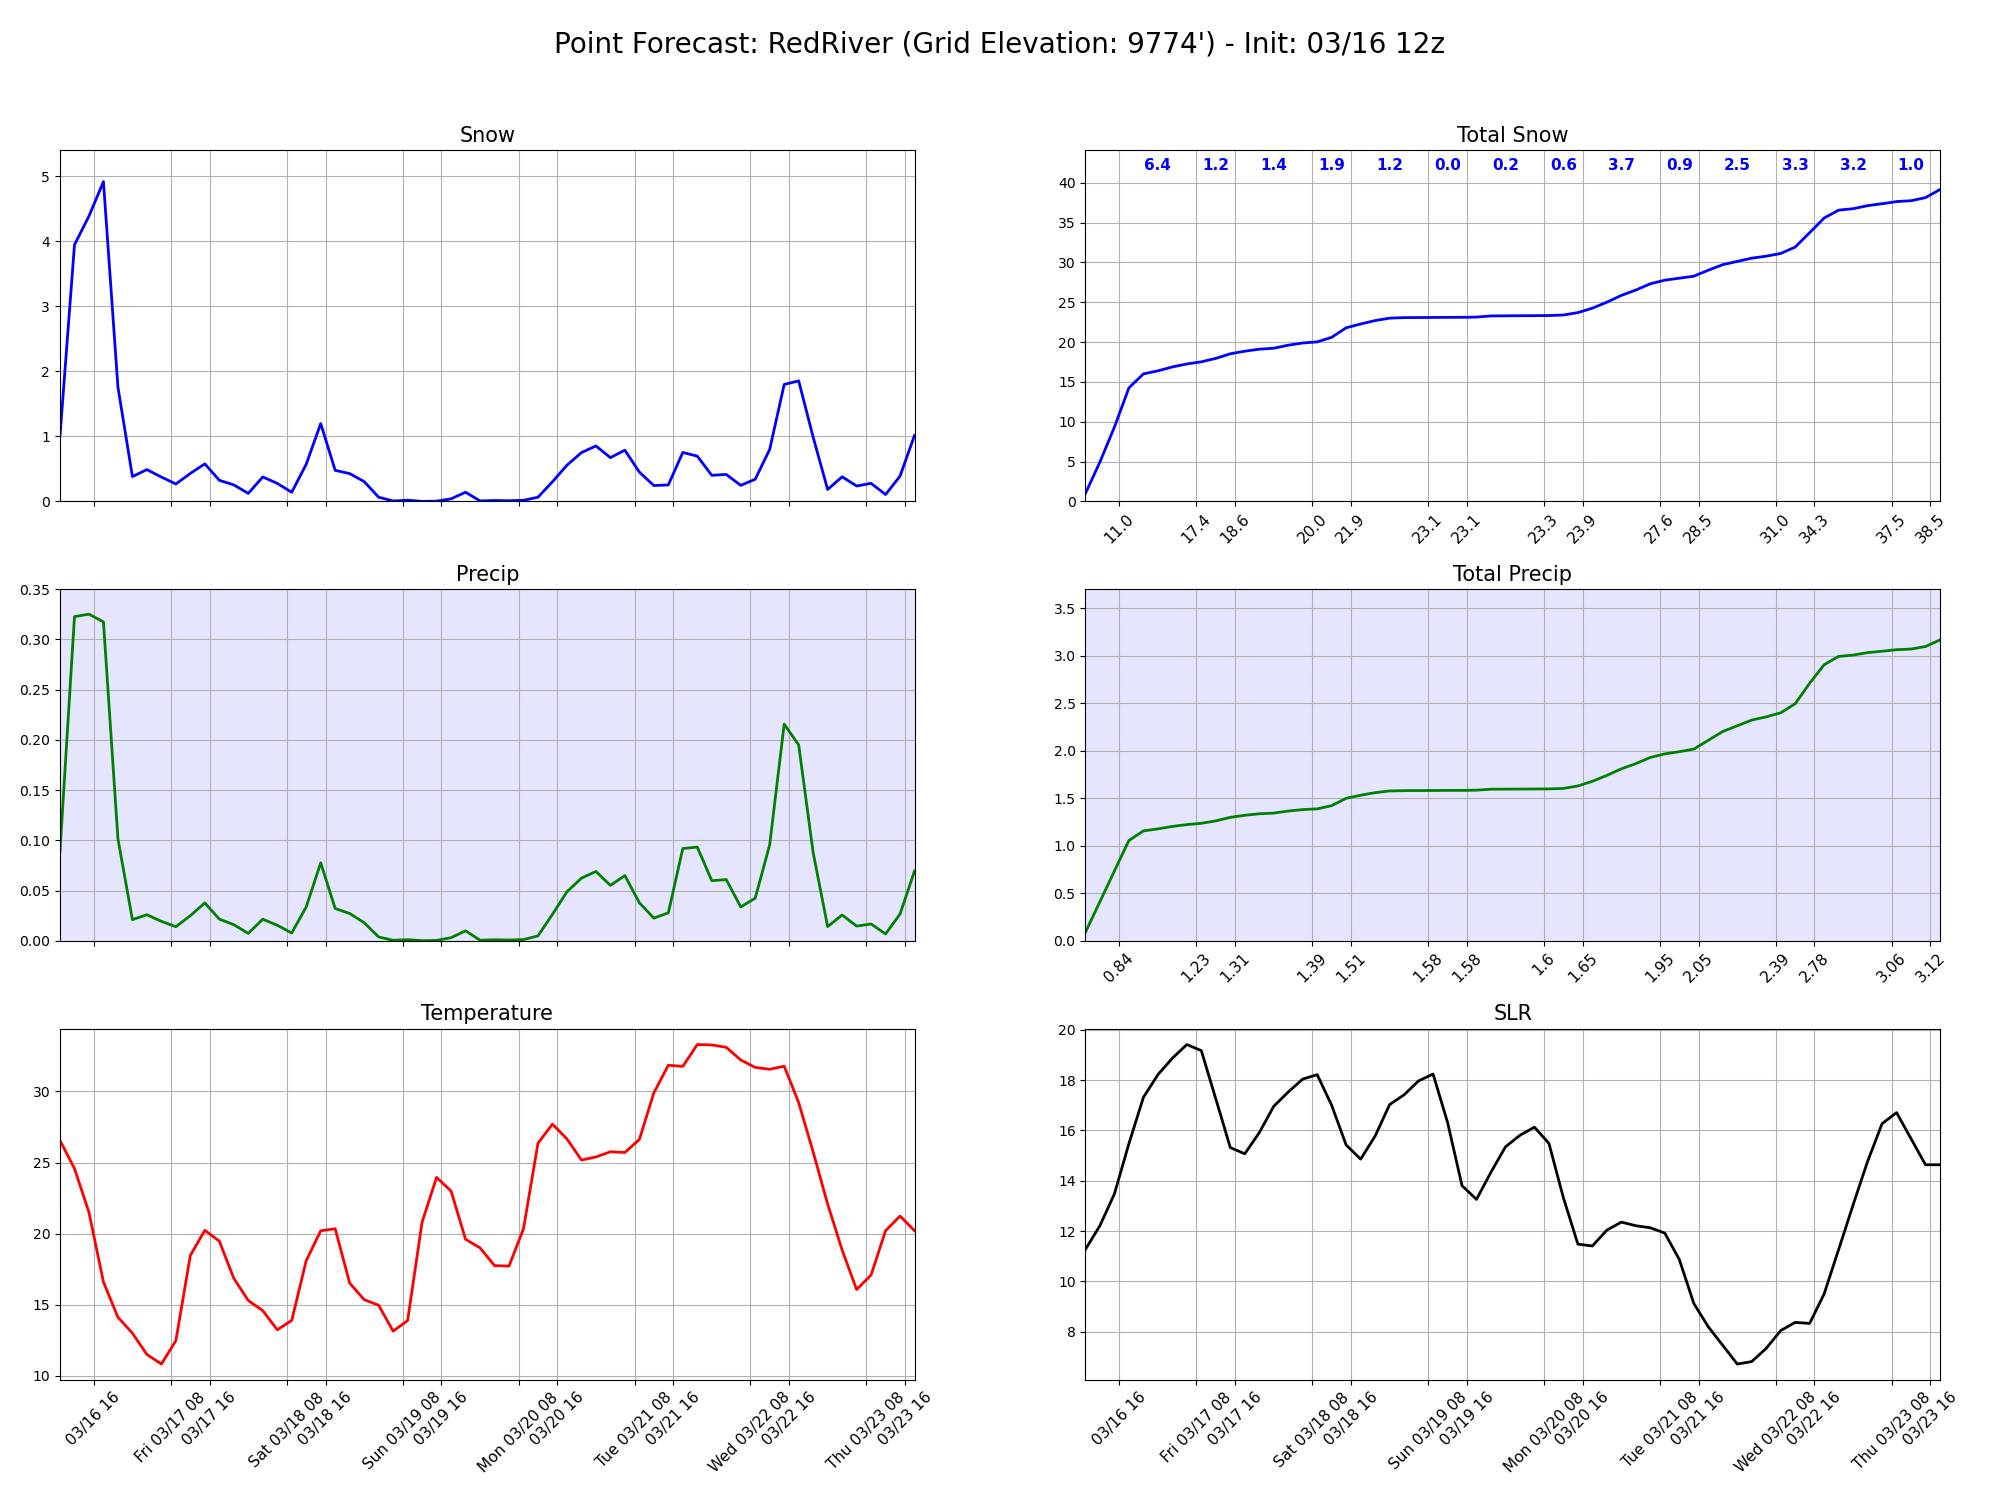 Point Forecast: RedRiver (Grid Elevation: 9774') - Init: 03/16 12z
Snow
5
4
3
2
1
0
Total Snow
6.4 1.2 1.4 1.9 1.2 0.0 0.2 0.6 3.7 0.9 2.5 3.3 3.2 1.0
40
35
30
25
20
15
10
5
0
11.0 17.4 18.6 20.0 21.9 23.1 23.1 23.3 23.9 27.6 28.5 31.0 34.3 37.5 38.5
Precip
0.35
0.30
0.25
0.20
0.15
0.10
0.05
0.00
Total Precip
3.5
3.0
2.5
2.0
1.5
1.0
0.5
0.0
0.84 1.23 1.31 1.39 1.51 1.58 1.58 1.6 1.65 1.95 2.05 2.39 2.78 3.06 3.12
Temperature
30
25
20
15
10
03/16 16
Fri 03/17 08
03/17 16
Sat 03/18 08
03/18 16
Sun 03/19 08
03/19 16
Mon 03/20 08
03/20 16
Tue 03/21 08
03/21 16
Wed 03/22 08
03/22 16
Thu 03/23 08
03/23 16
SLR
20
18
16
14
12
10
8
03/16 16
Fri 03/17 08
03/17 16
Sat 03/18 08
03/18 16
Sun 03/19 08
03/19 16
Mon 03/20 08
03/20 16
Tue 03/21 08
03/21 16
Wed 03/22 08
03/22 16
Thu 03/23 08
03/23 16